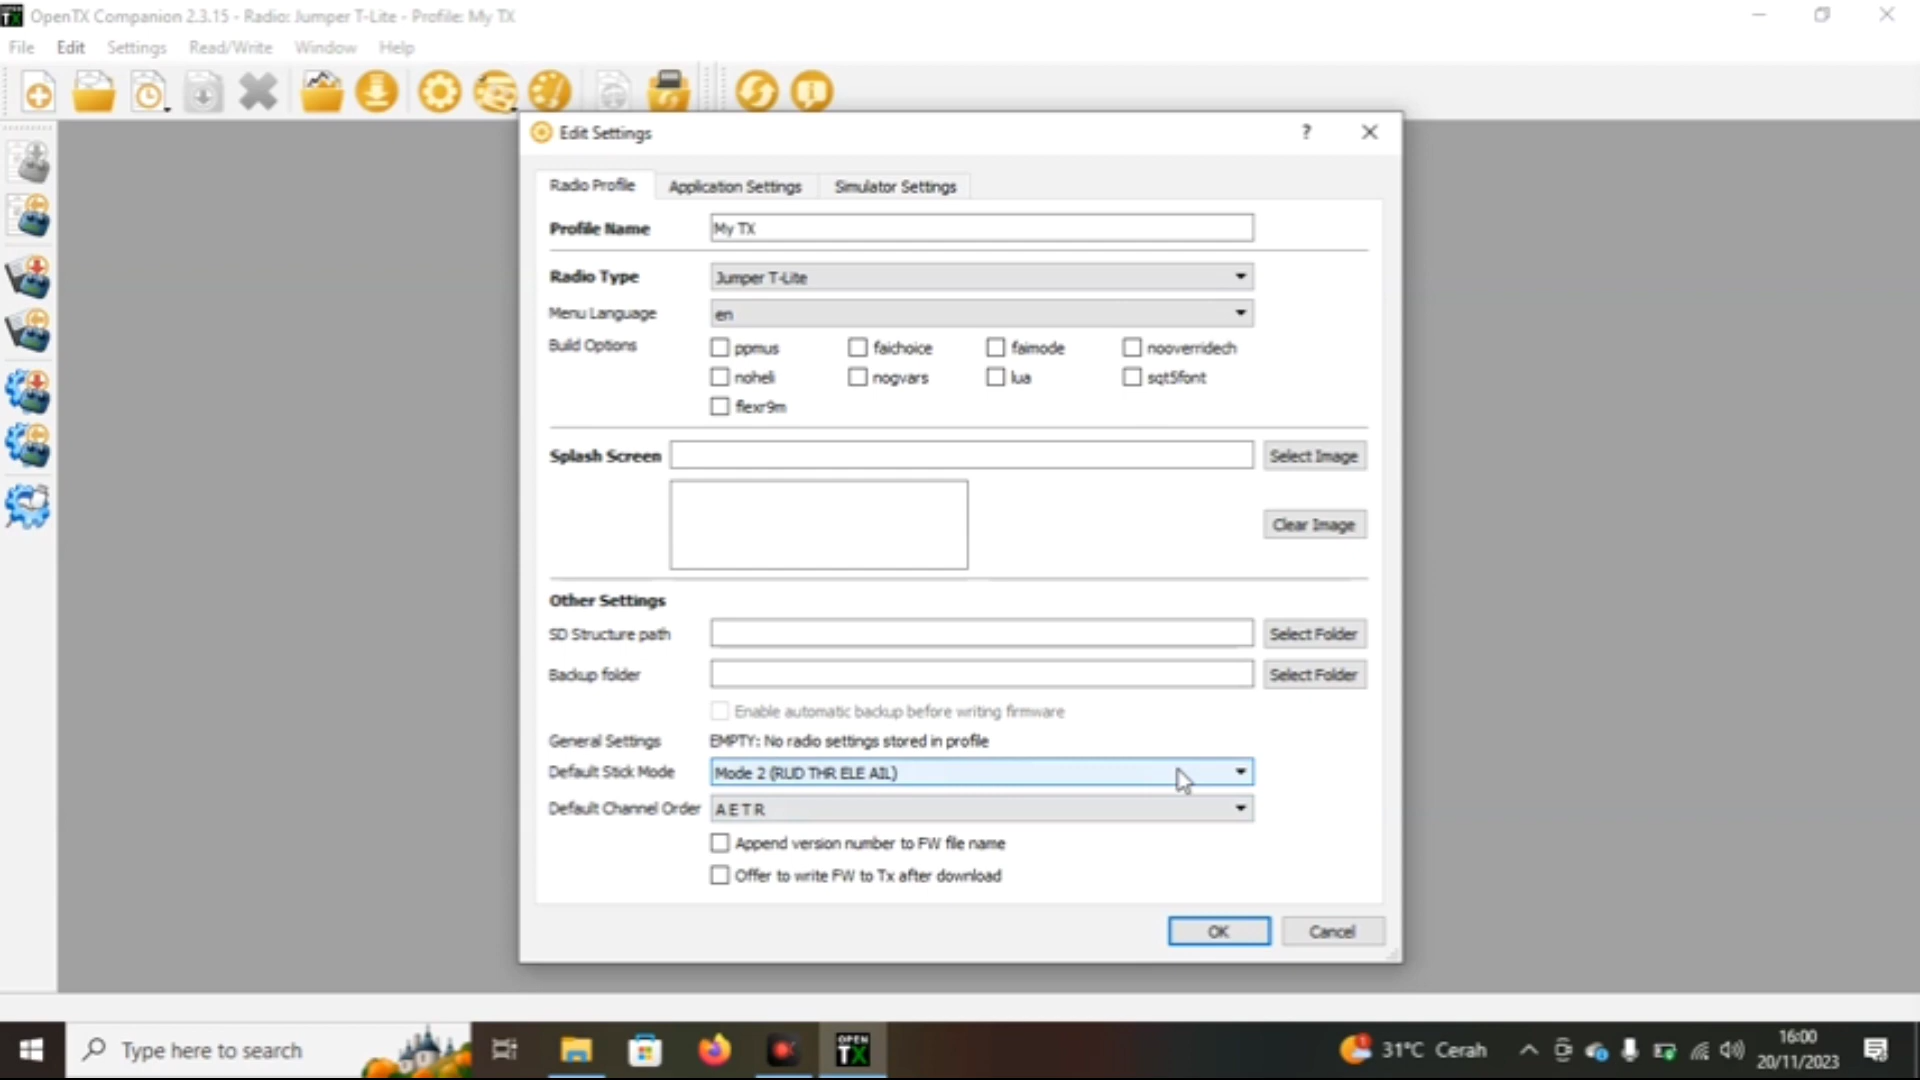 OpenTX Companion 2.3.15 - Radio: Jumper T-Lite - Profile: My TX
File Edit Settings Read/Write Window Help
Edit Settings
Radio Profile Application Settings Simulator Settings
Profile Name My TX
Radio Type Jumper T-Lite
Menu Language en
Build Options ppmus faichoice faimode nooverridech
noheli nogvars lua sqt5font
flexr9m
Splash Screen Select Image
Clear Image
Other Settings
SD Structure path Select Folder
Backup folder Select Folder
Enable automatic backup before writing firmware
General Settings EMPTY: No radio settings stored in profile
Default Stick Mode Mode 2 (RUD THR ELE AIL)
Default Channel Order A E T R
Append version number to FW file name
Offer to write FW to Tx after download
OK Cancel
Type here to search
OPEN TX
31°C Cerah
16:00
20/11/2023